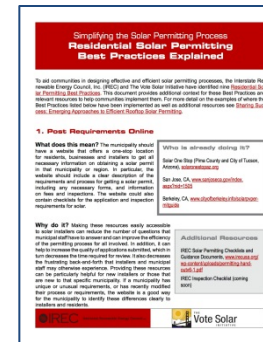 Simplifying the Solar Permitting Process
Residential Solar Permitting
Best Practices Explained
To aid communities in designing effective and efficient solar permitting processes, the Interstate Re
newable Energy Council, Inc. (IREC) and The Vote Solar Initiative have identified nine Residential So
lar Permitting Best Practices. This document provides additional context for these Best Practices an
relevant resources to help communities implement them. For more detail on the examples of where th
Best Practices listed below have been implemented as well as additional resources see Sharing Suc
cess: Emerging Approaches to Efficient Rooftop Solar Permitting.
1. Post Requirements Online
What does this mean? The municipality should
have a website that offers a one-stop location
for residents, businesses and installers to get all
necessary information on obtaining a solar permit
in that municipality or region. In particular, the
website should include a clear description of the
requirements and process for getting a solar permit,
including any necessary forms, and information
on fees and inspections. The website could also
contain checklists for the application and inspection
requirements for solar.
Who is already doing it?
Solar One Stop (Pima County and City of Tucson,
Arizona),
San Jose, CA,
Berkeley, CA,
Why do it? Making these resources easily accessible
to solar installers can reduce the number of questions that
municipal staff have to answer and can improve the efficiency
of the permitting process for all involved. In addition, it can
help to increase the quality of applications submitted, which in
turn decreases the time required for review. It also decreases
the frustrating back-and-forth that installers and municipal
staff may otherwise experience. Providing these resources
can be particularly helpful for new installers or those that
are new to that specific municipality. If a municipality has
unique or unusual requirements, or has recently modified
their process or requirements, the website is a good way
for the municipality to identify these differences clearly to
installers and residents.
Additional Resources
IREC Solar Permitting Checklists and
Guidance Documents,
IREC Inspection Checklist (coming
soon)
IREC
THE
Vote Solar
INITIATIVE